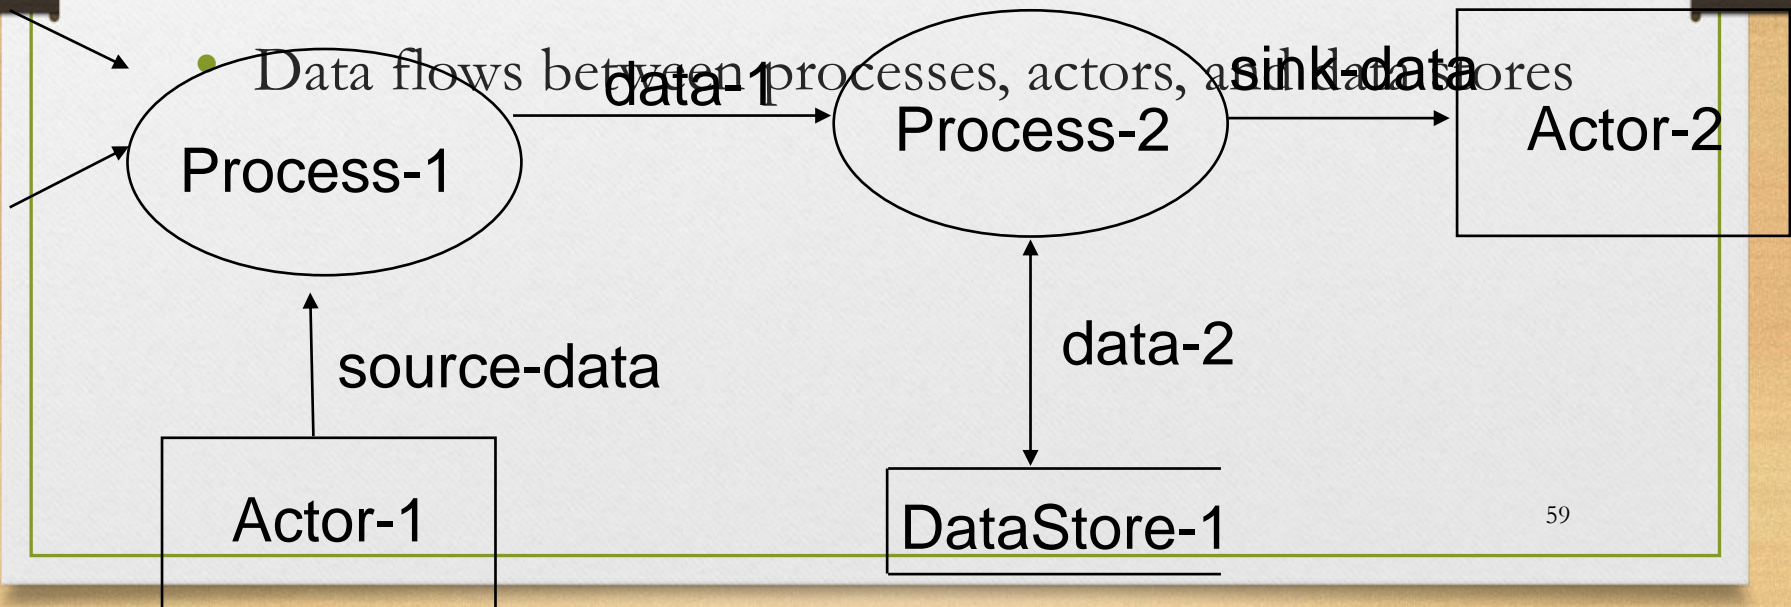 Data flows between processes, actors, and data stores
data-1
sink-data
Process-1
Process-2
Actor-2
source-data
data-2
Actor-1
DataStore-1
59